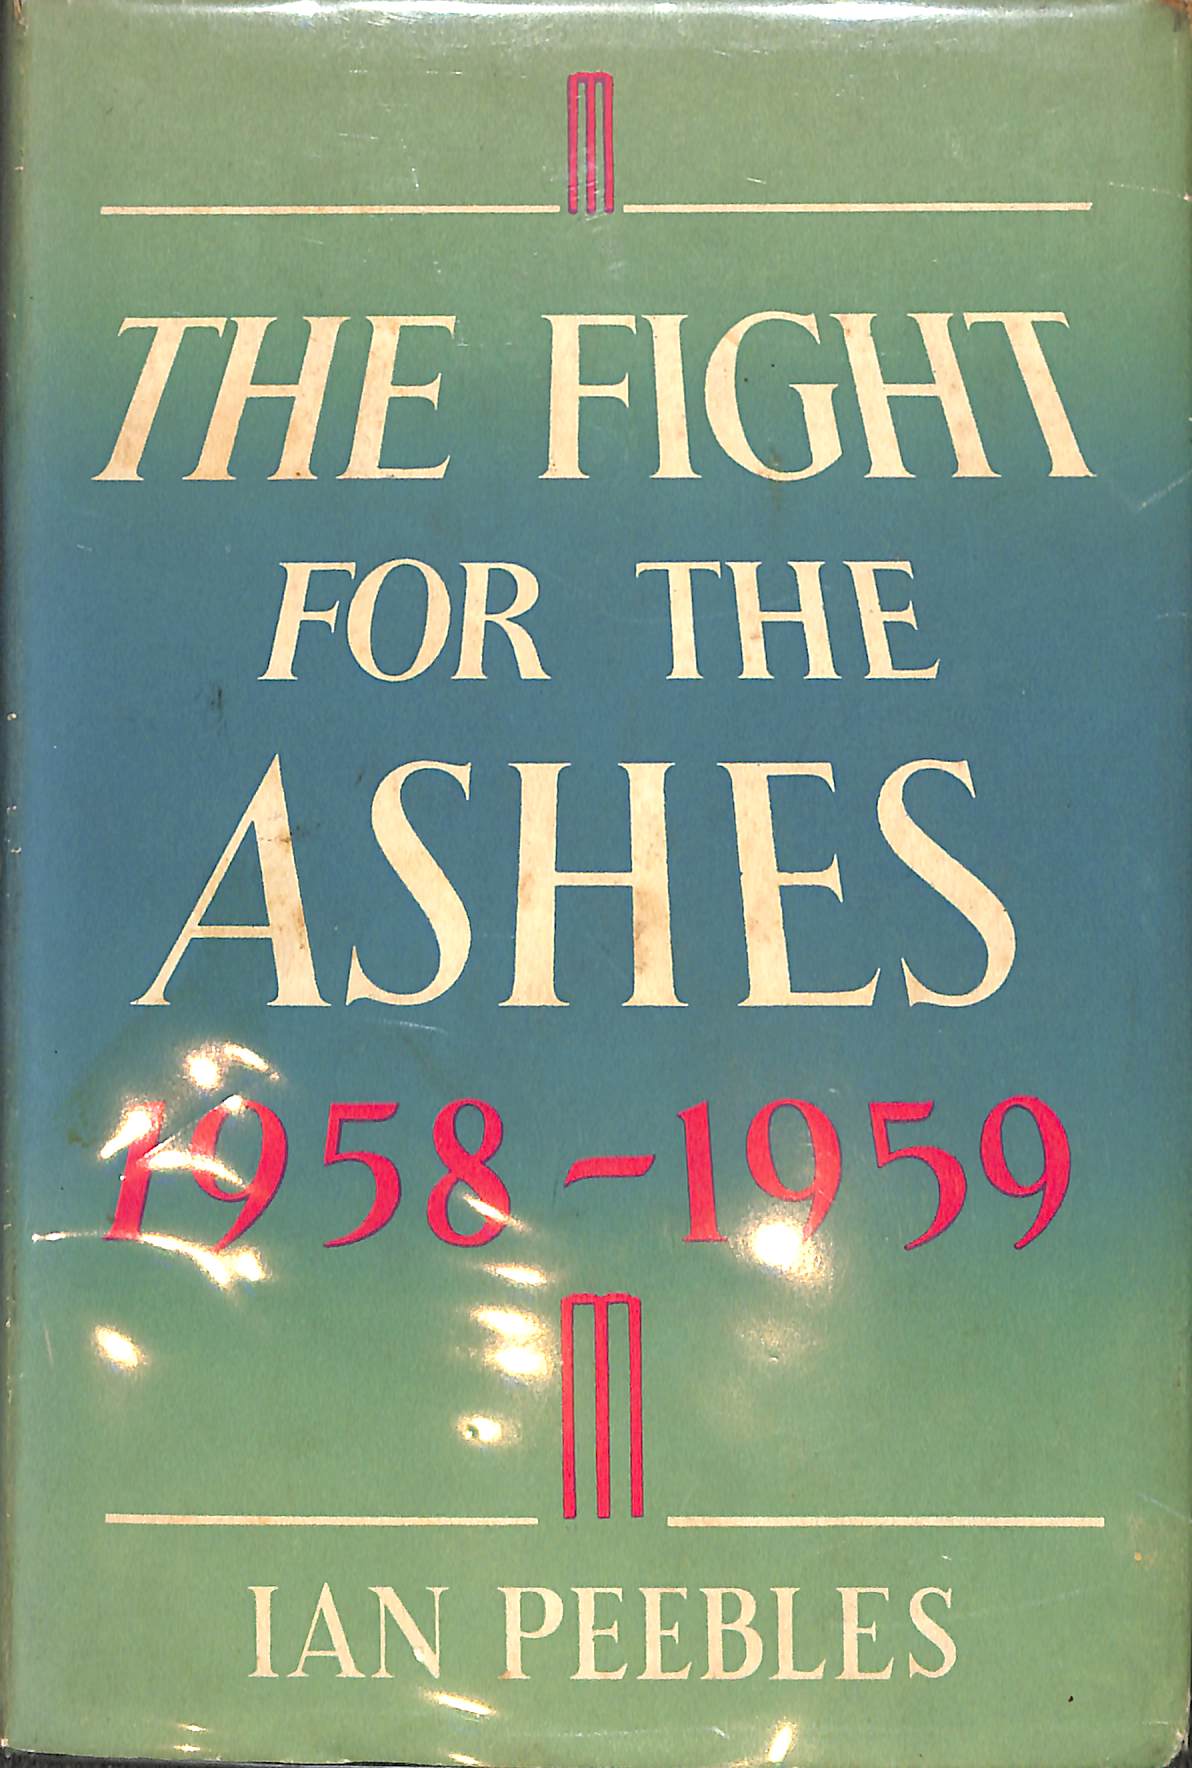 THE FIGHT
FOR THE
ASHES
1958-1959
IAN PEEBLES